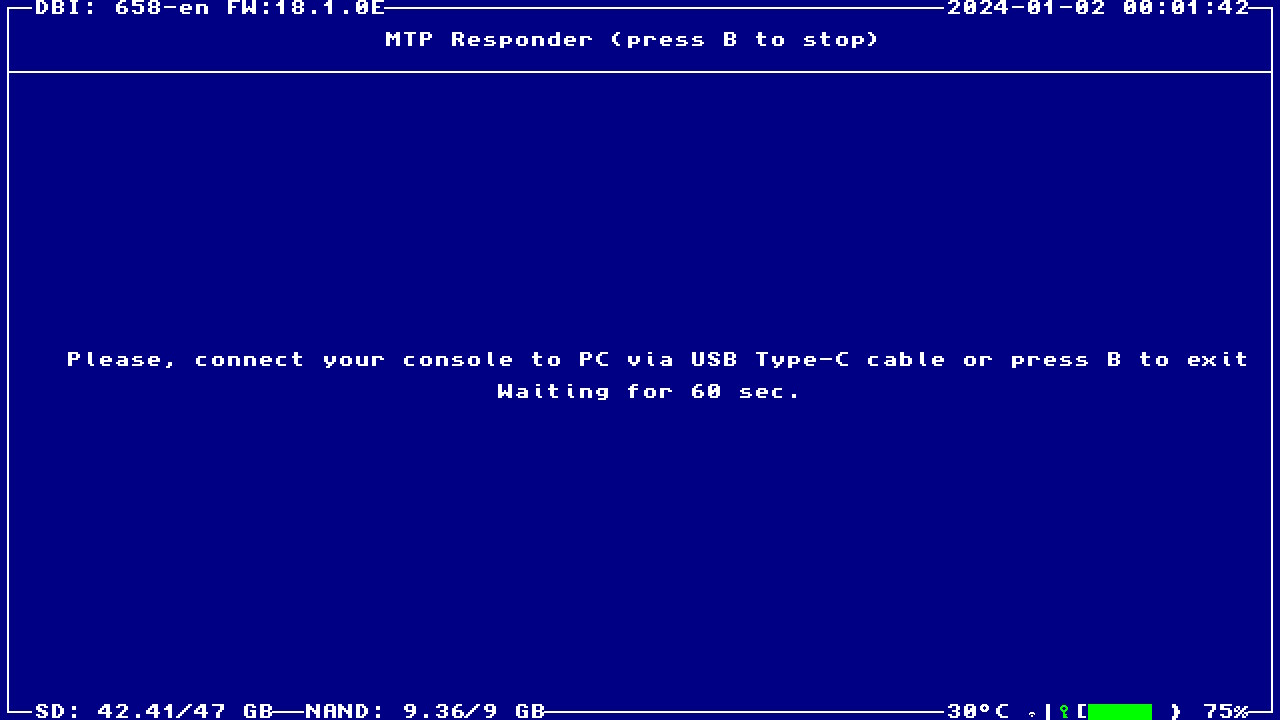 DBI: 658-en FW:18.1.0E 2024-01-02 00:01:42
MTP Responder (press B to stop)
Please, connect your console to PC via USB Type-C cable or press B to exit
Waiting for 60 sec.
SD: 42.41/47 GB NAND: 9.36/9 GB 30°C 75%